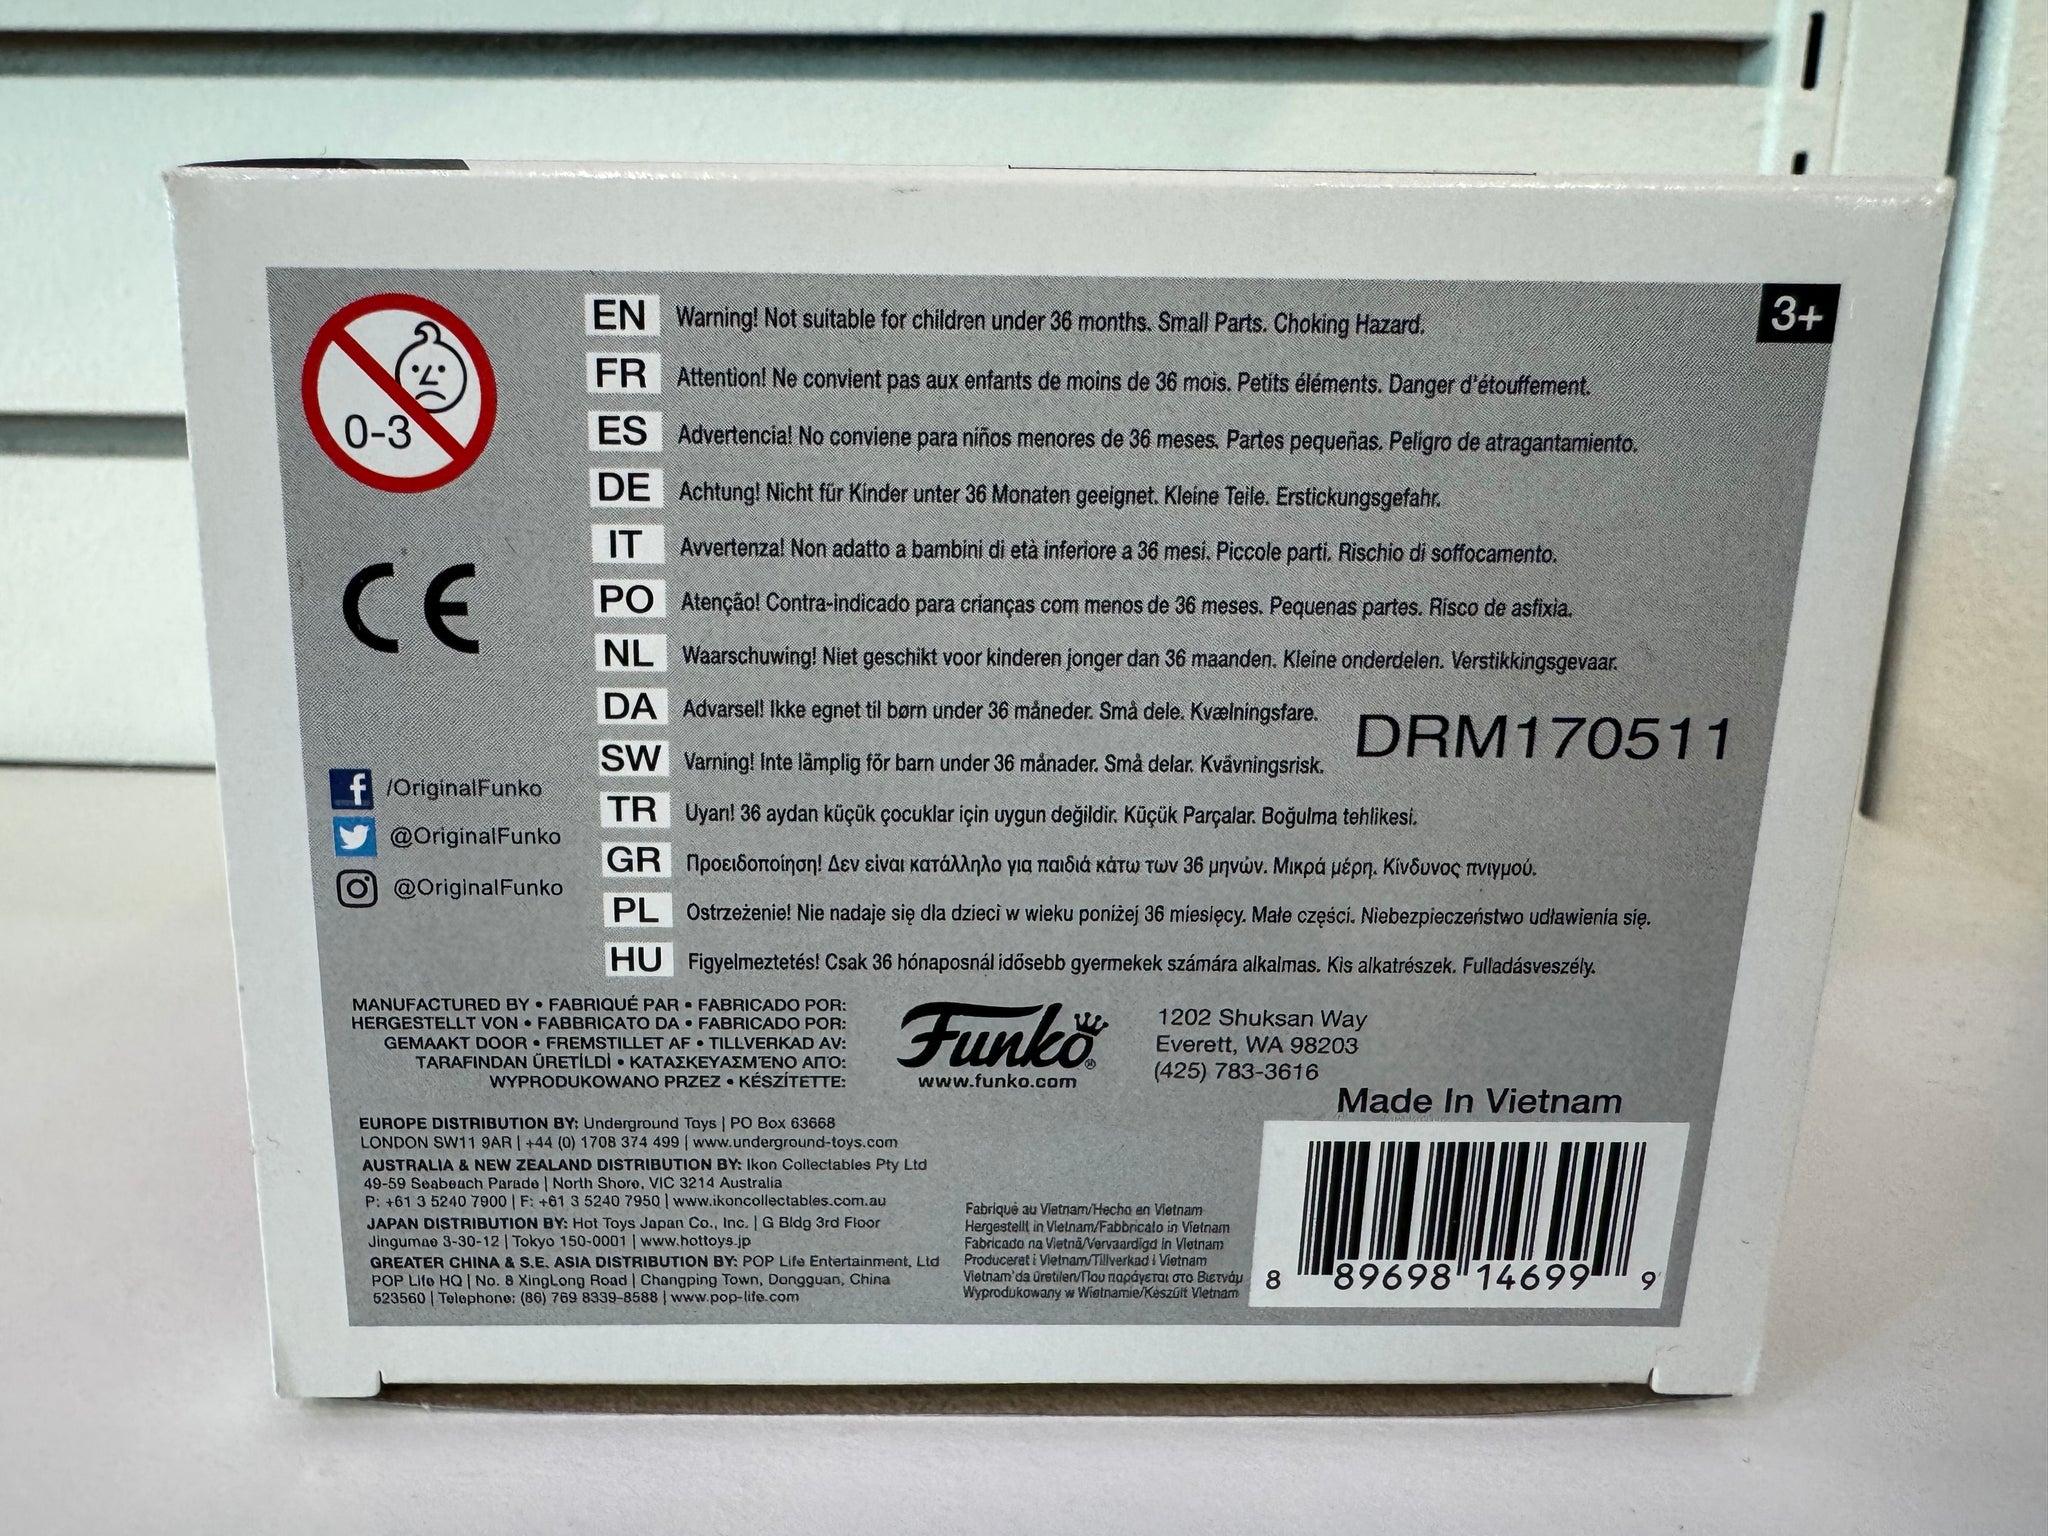 0-3
3+
EN Warning! Not suitable for children under 36 months. Small Parts. Choking Hazard.
FR Attention! Ne convient pas aux enfants de moins de 36 mois. Petits éléments. Danger d'étouffement.
ES Advertencia! No conviene para niños menores de 36 meses. Partes pequeñas. Peligro de atragantamiento.
DE Achtung! Nicht für Kinder unter 36 Monaten geeignet. Kleine Teile. Erstickungsgefahr.
IT Avvertenza! Non adatto a bambini di età inferiore a 36 mesi. Piccole parti. Rischio di soffocamento.
PO Atenção! Contra-indicado para crianças com menos de 36 meses. Pequenas partes. Risco de asfixia.
NL Waarschuwing! Niet geschikt voor kinderen jonger dan 36 maanden. Kleine onderdelen. Verstikkingsgevaar.
DA Advarsel! Ikke egnet til børn under 36 måneder. Små dele. Kvælningsfare.
SW Varning! Inte lämplig för barn under 36 månader. Små delar. Kvävningsrisk.
TR Uyarı! 36 aydan küçük çocuklar için uygun değildir. Küçük Parçalar. Boğulma tehlikesi.
GR Προειδοποίηση! Δεν είναι κατάλληλο για παιδιά κάτω των 36 μηνών. Μικρά μέρη. Κίνδυνος πνιγμού.
PL Ostrzeżenie! Nie nadaje się dla dzieci w wieku poniżej 36 miesięcy. Małe części. Niebezpieczeństwo udławienia się.
HU Figyelmeztetés! Csak 36 hónaposnál idősebb gyermekek számára alkalmas. Kis alkatrészek. Fulladásveszély.
DRM170511
CE
/OriginalFunko
@OriginalFunko
@OriginalFunko
MANUFACTURED BY • FABRIQUÉ PAR • FABRICADO POR:
HERGESTELLT VON • FABBRICATO DA • FABRICADO POR:
GEMAAKT DOOR • FREMSTILLET AF • TILLVERKAD AV:
TARAFINDAN ÜRETİLDİ • ΚΑΤΑΣΚΕΥΑΣΜΈΝΟ ΑΠΌ:
WYPRODUKOWANO PRZEZ • KÉSZÍTETTE:
Funko®
www.funko.com
1202 Shuksan Way
Everett, WA 98203
(425) 783-3616
Made In Vietnam
EUROPE DISTRIBUTION BY: Underground Toys | PO Box 63668
LONDON SW11 9AR | +44 (0) 1708 374 499 | www.underground-toys.com
AUSTRALIA & NEW ZEALAND DISTRIBUTION BY: Ikon Collectables Pty Ltd
49-59 Seabeach Parade | North Shore, VIC 3214 Australia
P: +61 3 5240 7900 | F: +61 3 5240 7950 | www.ikoncollectables.com.au
JAPAN DISTRIBUTION BY: Hot Toys Japan Co., Inc. | G Bldg 3rd Floor
Jingumae 3-30-12 | Tokyo 150-0001 | www.hottoys.jp
GREATER CHINA & S.E. ASIA DISTRIBUTION BY: POP Life Entertainment, Ltd
POP Life HQ | No. 8 XingLong Road | Changping Town, Dongguan, China
523560 | Telephone: (86) 769 8339-8588 | www.pop-life.com
Fabriqué au Vietnam/Hecho en Vietnam
Hergestellt in Vietnam/Fabbricato in Vietnam
Fabricado na Vietnã/Vervaardigd in Vietnam
Produceret i Vietnam/Tillverkad i Vietnam
Vietnam'da üretilen/Που παράγεται στο Βιετνάμ
Wyprodukowany w Wietnamie/Készült Vietnam
8 89698 14699 9